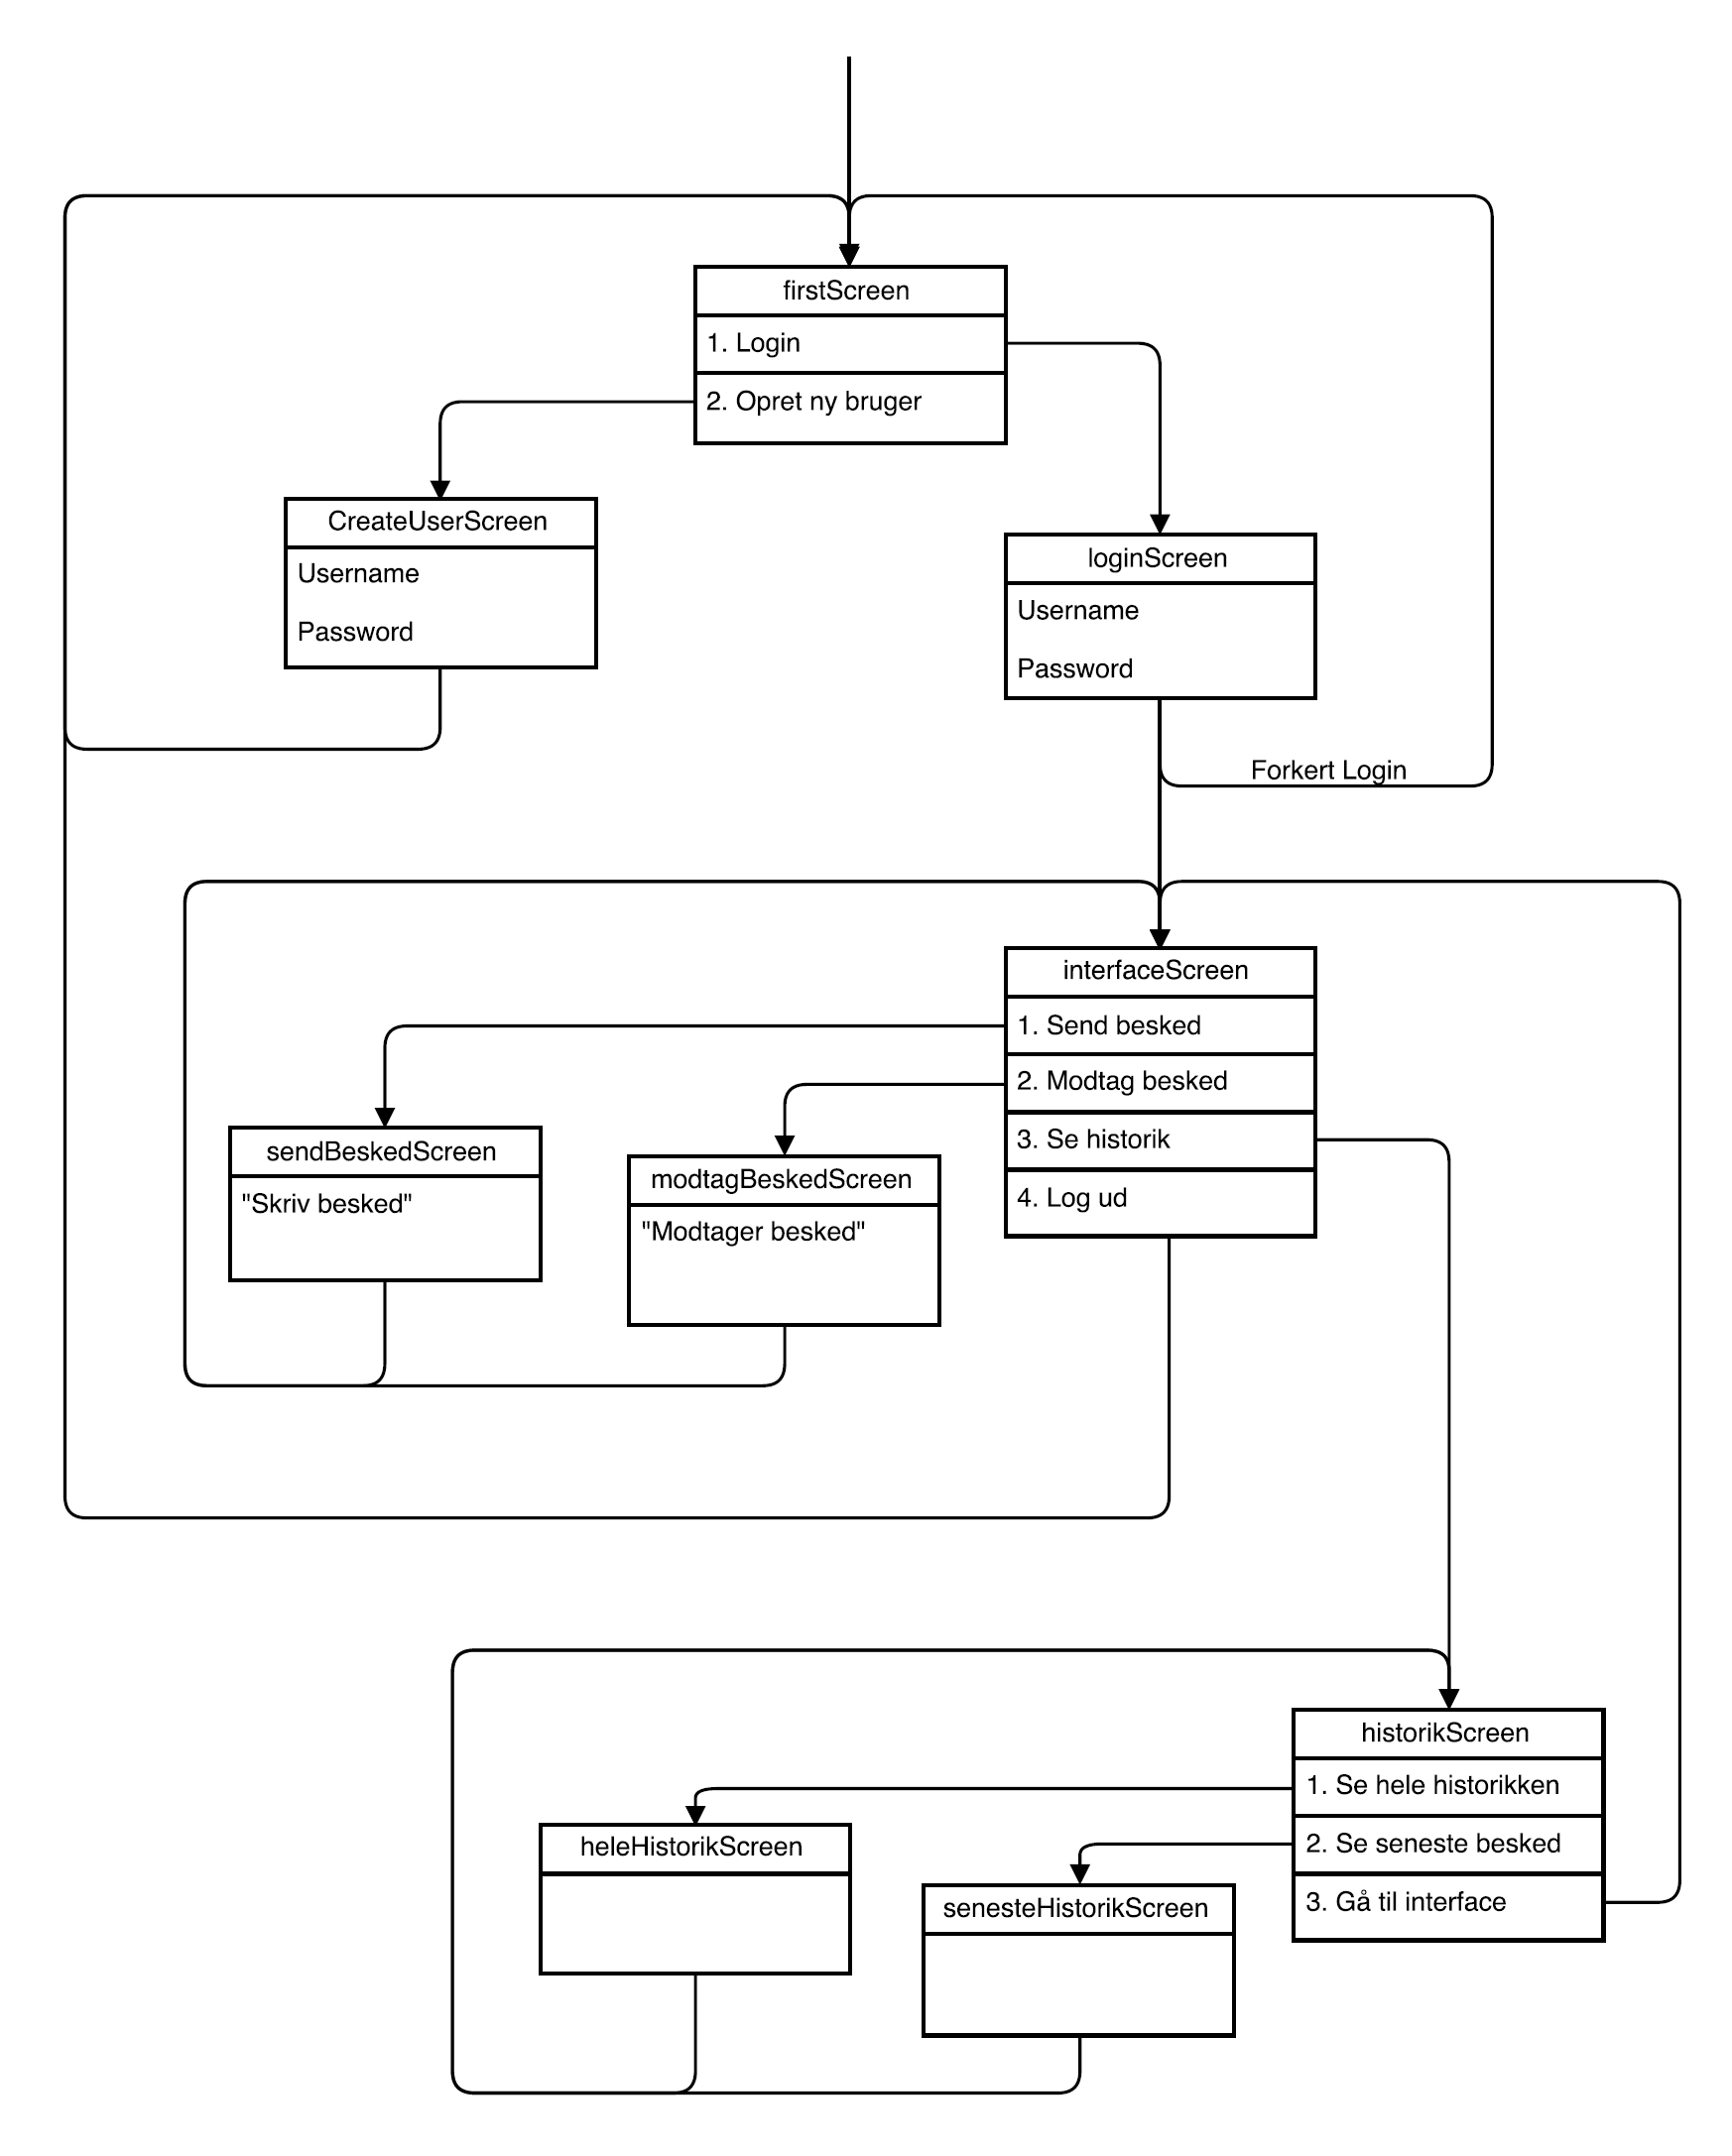 firstScreen
1. Login
2. Opret ny bruger
CreateUserScreen
Username
Password
loginScreen
Username
Password
Forkert Login
interfaceScreen
1. Send besked
2. Modtag besked
3. Se historik
4. Log ud
sendBeskedScreen
"Skriv besked"
modtagBeskedScreen
"Modtager besked"
historikScreen
1. Se hele historikken
2. Se seneste besked
3. Gå til interface
heleHistorikScreen
senesteHistorikScreen